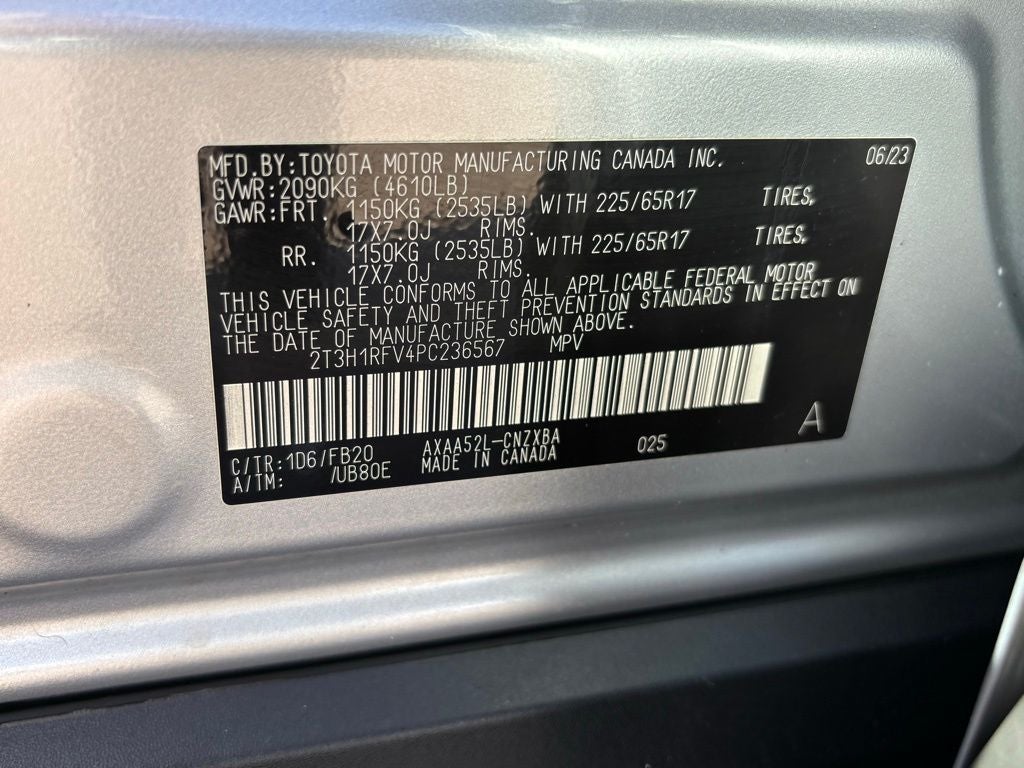 MFD.BY:TOYOTA MOTOR MANUFACTURING CANADA INC. 06/23
GVWR:2090KG (4610LB)
GAWR:FRT. 1150KG (2535LB) WITH 225/65R17 TIRES,
17X7.0J RIMS.
RR. 1150KG (2535LB) WITH 225/65R17 TIRES,
17X7.0J RIMS.
THIS VEHICLE CONFORMS TO ALL APPLICABLE FEDERAL MOTOR
VEHICLE SAFETY AND THEFT PREVENTION STANDARDS IN EFFECT ON
THE DATE OF MANUFACTURE SHOWN ABOVE.
2T3H1RFV4PC236567 MPV
C/TR:1D6/FB20 AXAA52L-CNZXBA 025 A
A/TM: /UB80E MADE IN CANADA